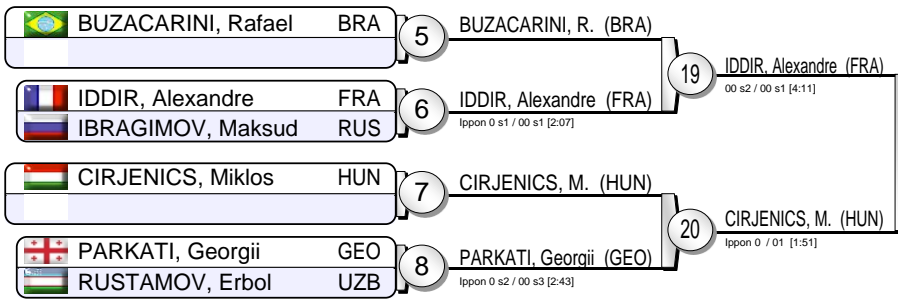 BUZACARINI, Rafael BRA
5
BUZACARINI, R. (BRA)
19
IDDIR, Alexandre (FRA)
00 s2 / 00 s1 [4:11]
IDDIR, Alexandre FRA
IBRAGIMOV, Maksud RUS
6
IDDIR, Alexandre (FRA)
Ippon 0 s1 / 00 s1 [2:07]
CIRJENICS, Miklos HUN
7
CIRJENICS, M. (HUN)
20
CIRJENICS, M. (HUN)
Ippon 0 / 01 [1:51]
PARKATI, Georgii GEO
RUSTAMOV, Erbol UZB
8
PARKATI, Georgii (GEO)
Ippon 0 s2 / 00 s3 [2:43]